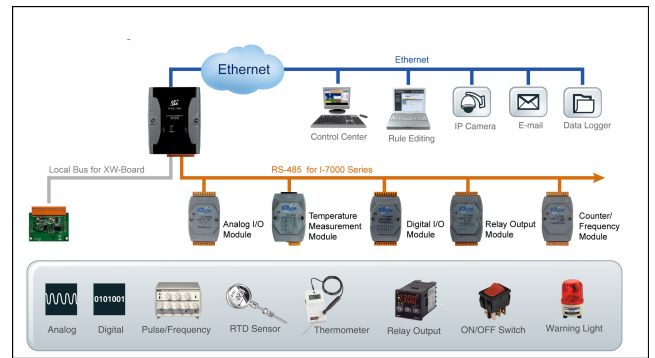 Ethernet
Ethernet
Control Center
Rule Editing
IP Camera
E-mail
Data Logger
Local Bus for XW-Board
RS-485 for I-7000 Series
Analog I/O
Module
Temperature
Measurement
Module
Digital I/O
Module
Relay Output
Module
Counter/
Frequency
Module
0101001
Analog
Digital
Pulse/Frequency
RTD Sensor
Thermometer
Relay Output
ON/OFF Switch
Warning Light